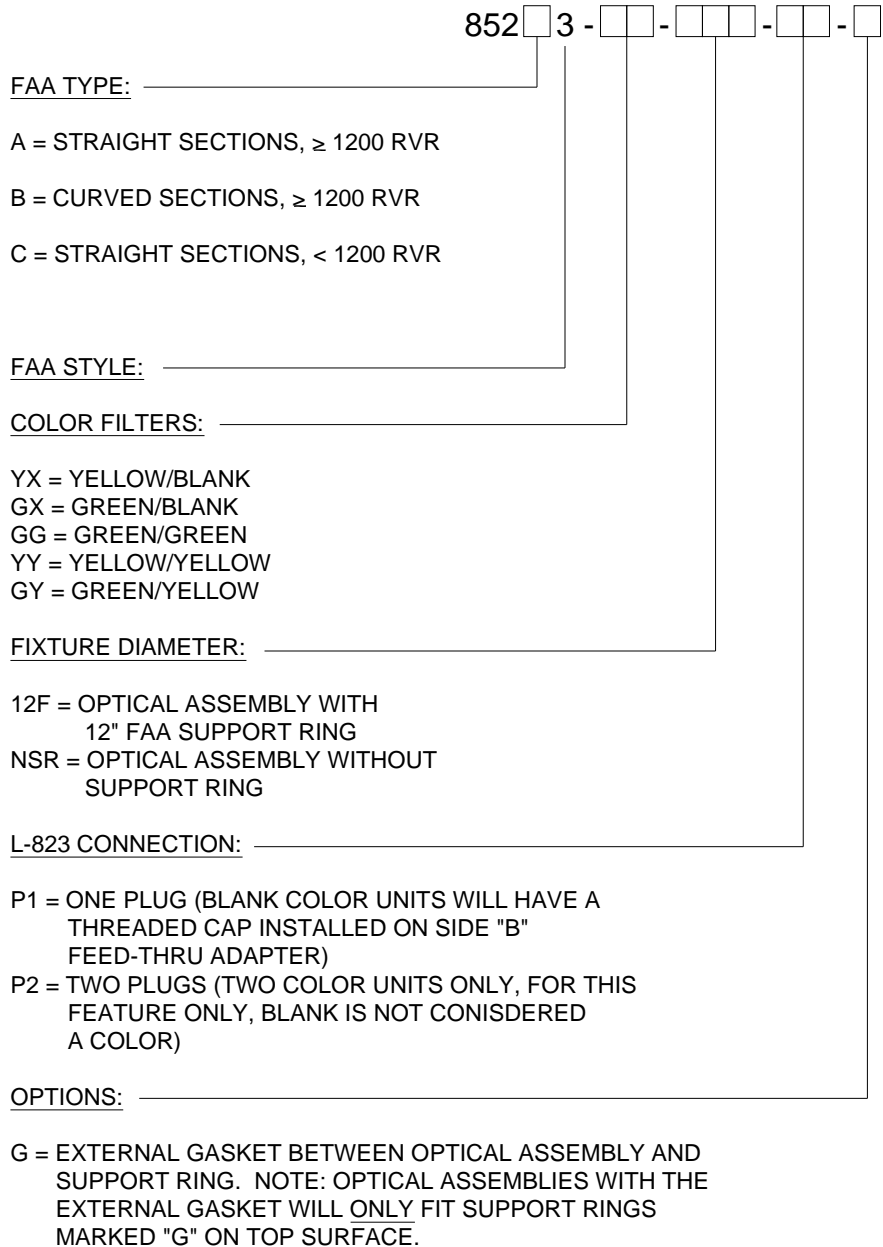 852□3 - □□ - □□□ - □□ - □
FAA TYPE:
A = STRAIGHT SECTIONS, ≥ 1200 RVR
B = CURVED SECTIONS, ≥ 1200 RVR
C = STRAIGHT SECTIONS, < 1200 RVR
FAA STYLE:
COLOR FILTERS:
YX = YELLOW/BLANK
GX = GREEN/BLANK
GG = GREEN/GREEN
YY = YELLOW/YELLOW
GY = GREEN/YELLOW
FIXTURE DIAMETER:
12F = OPTICAL ASSEMBLY WITH
12" FAA SUPPORT RING
NSR = OPTICAL ASSEMBLY WITHOUT
SUPPORT RING
L-823 CONNECTION:
P1 = ONE PLUG (BLANK COLOR UNITS WILL HAVE A
THREADED CAP INSTALLED ON SIDE "B"
FEED-THRU ADAPTER)
P2 = TWO PLUGS (TWO COLOR UNITS ONLY, FOR THIS
FEATURE ONLY, BLANK IS NOT CONISDERED
A COLOR)
OPTIONS:
G = EXTERNAL GASKET BETWEEN OPTICAL ASSEMBLY AND
SUPPORT RING. NOTE: OPTICAL ASSEMBLIES WITH THE
EXTERNAL GASKET WILL ONLY FIT SUPPORT RINGS
MARKED "G" ON TOP SURFACE.